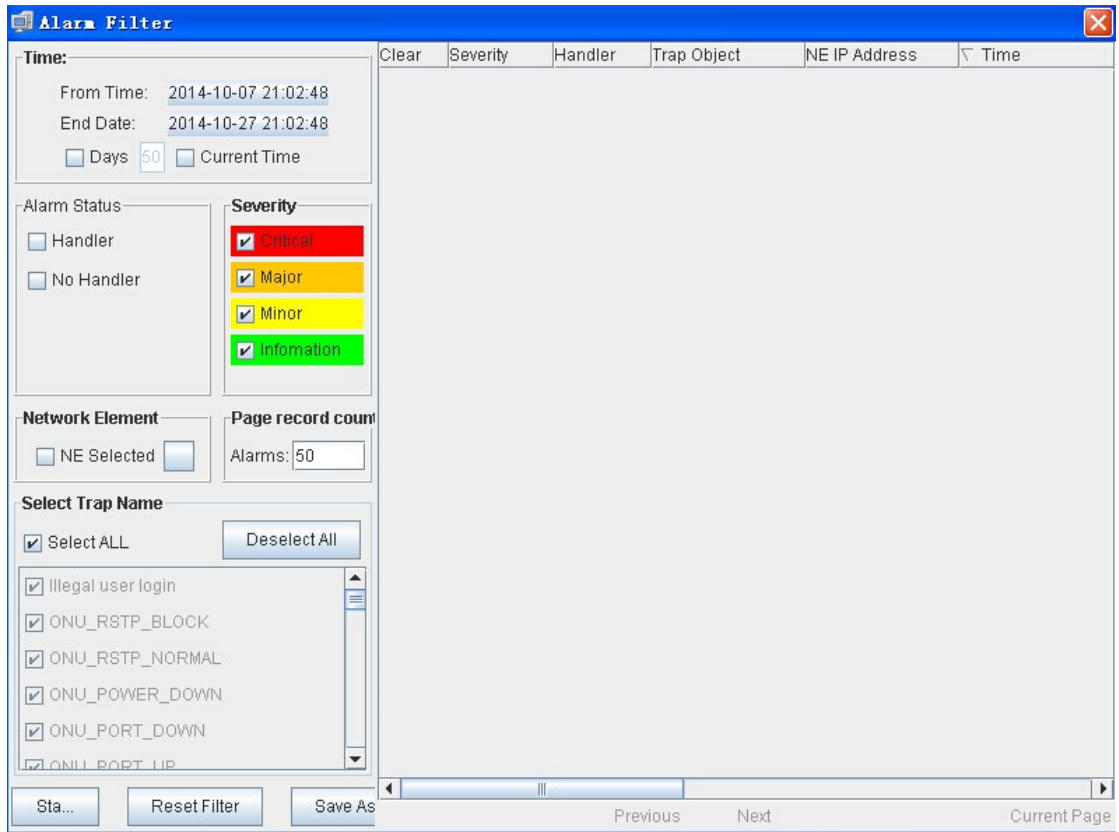 Alarm Filter
Time:
From Time: 2014-10-07 21:02:48
End Date: 2014-10-27 21:02:48
Days 50 Current Time
Alarm Status
Handler
No Handler
Severity
Critical
Major
Minor
Infomation
Network Element
NE Selected
Page record count
Alarms: 50
Select Trap Name
Select ALL Deselect All
Illegal user login
ONU_RSTP_BLOCK
ONU_RSTP_NORMAL
ONU_POWER_DOWN
ONU_PORT_DOWN
ONU_PORT_UP
Sta... Reset Filter Save As
Clear Severity Handler Trap Object NE IP Address Time
Previous Next Current Page